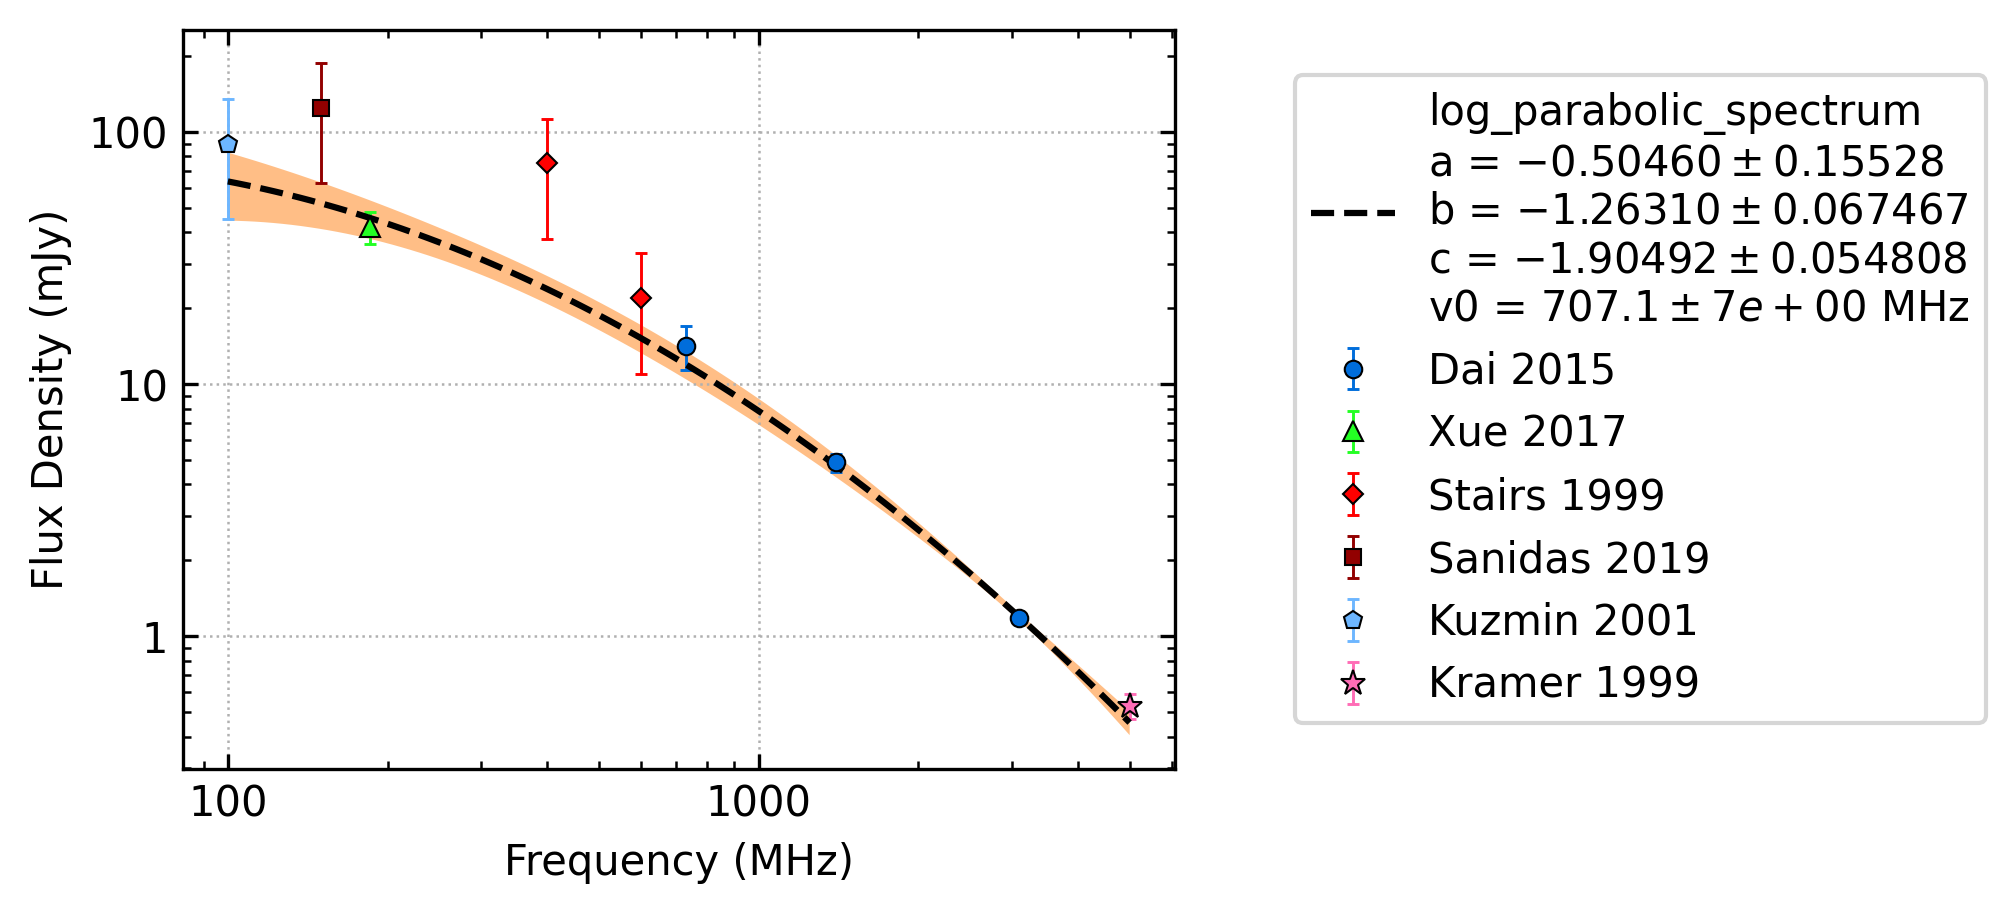 100
10
1
Flux Density (mJy)
100
1000
Frequency (MHz)
log_parabolic_spectrum
a = −0.50460 ± 0.15528
b = −1.26310 ± 0.067467
c = −1.90492 ± 0.054808
v0 = 707.1 ± 7e + 00 MHz
Dai 2015
Xue 2017
Stairs 1999
Sanidas 2019
Kuzmin 2001
Kramer 1999